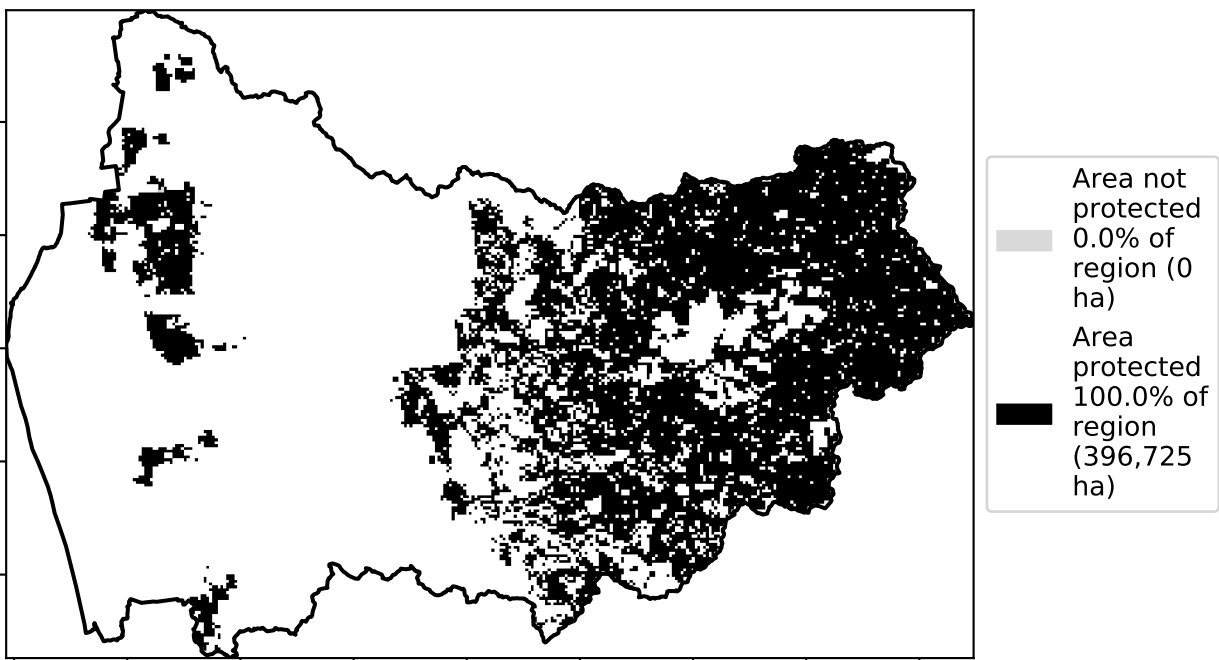 Area not
protected
0.0% of
region (0
ha)
Area
protected
100.0% of
region
(396,725
ha)